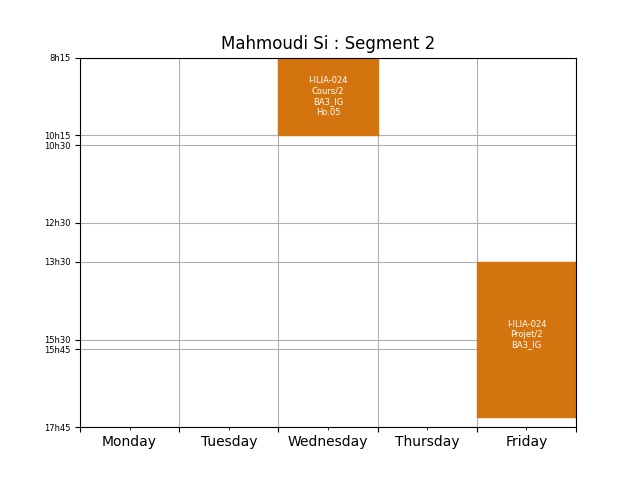 Mahmoudi Si : Segment 2
8h15
I-ILIA-024
Cours/2
BA3_IG
Ho.05
10h15
10h30
12h30
13h30
I-ILIA-024
Projet/2
BA3_IG
15h30
15h45
17h45
Monday Tuesday Wednesday Thursday Friday